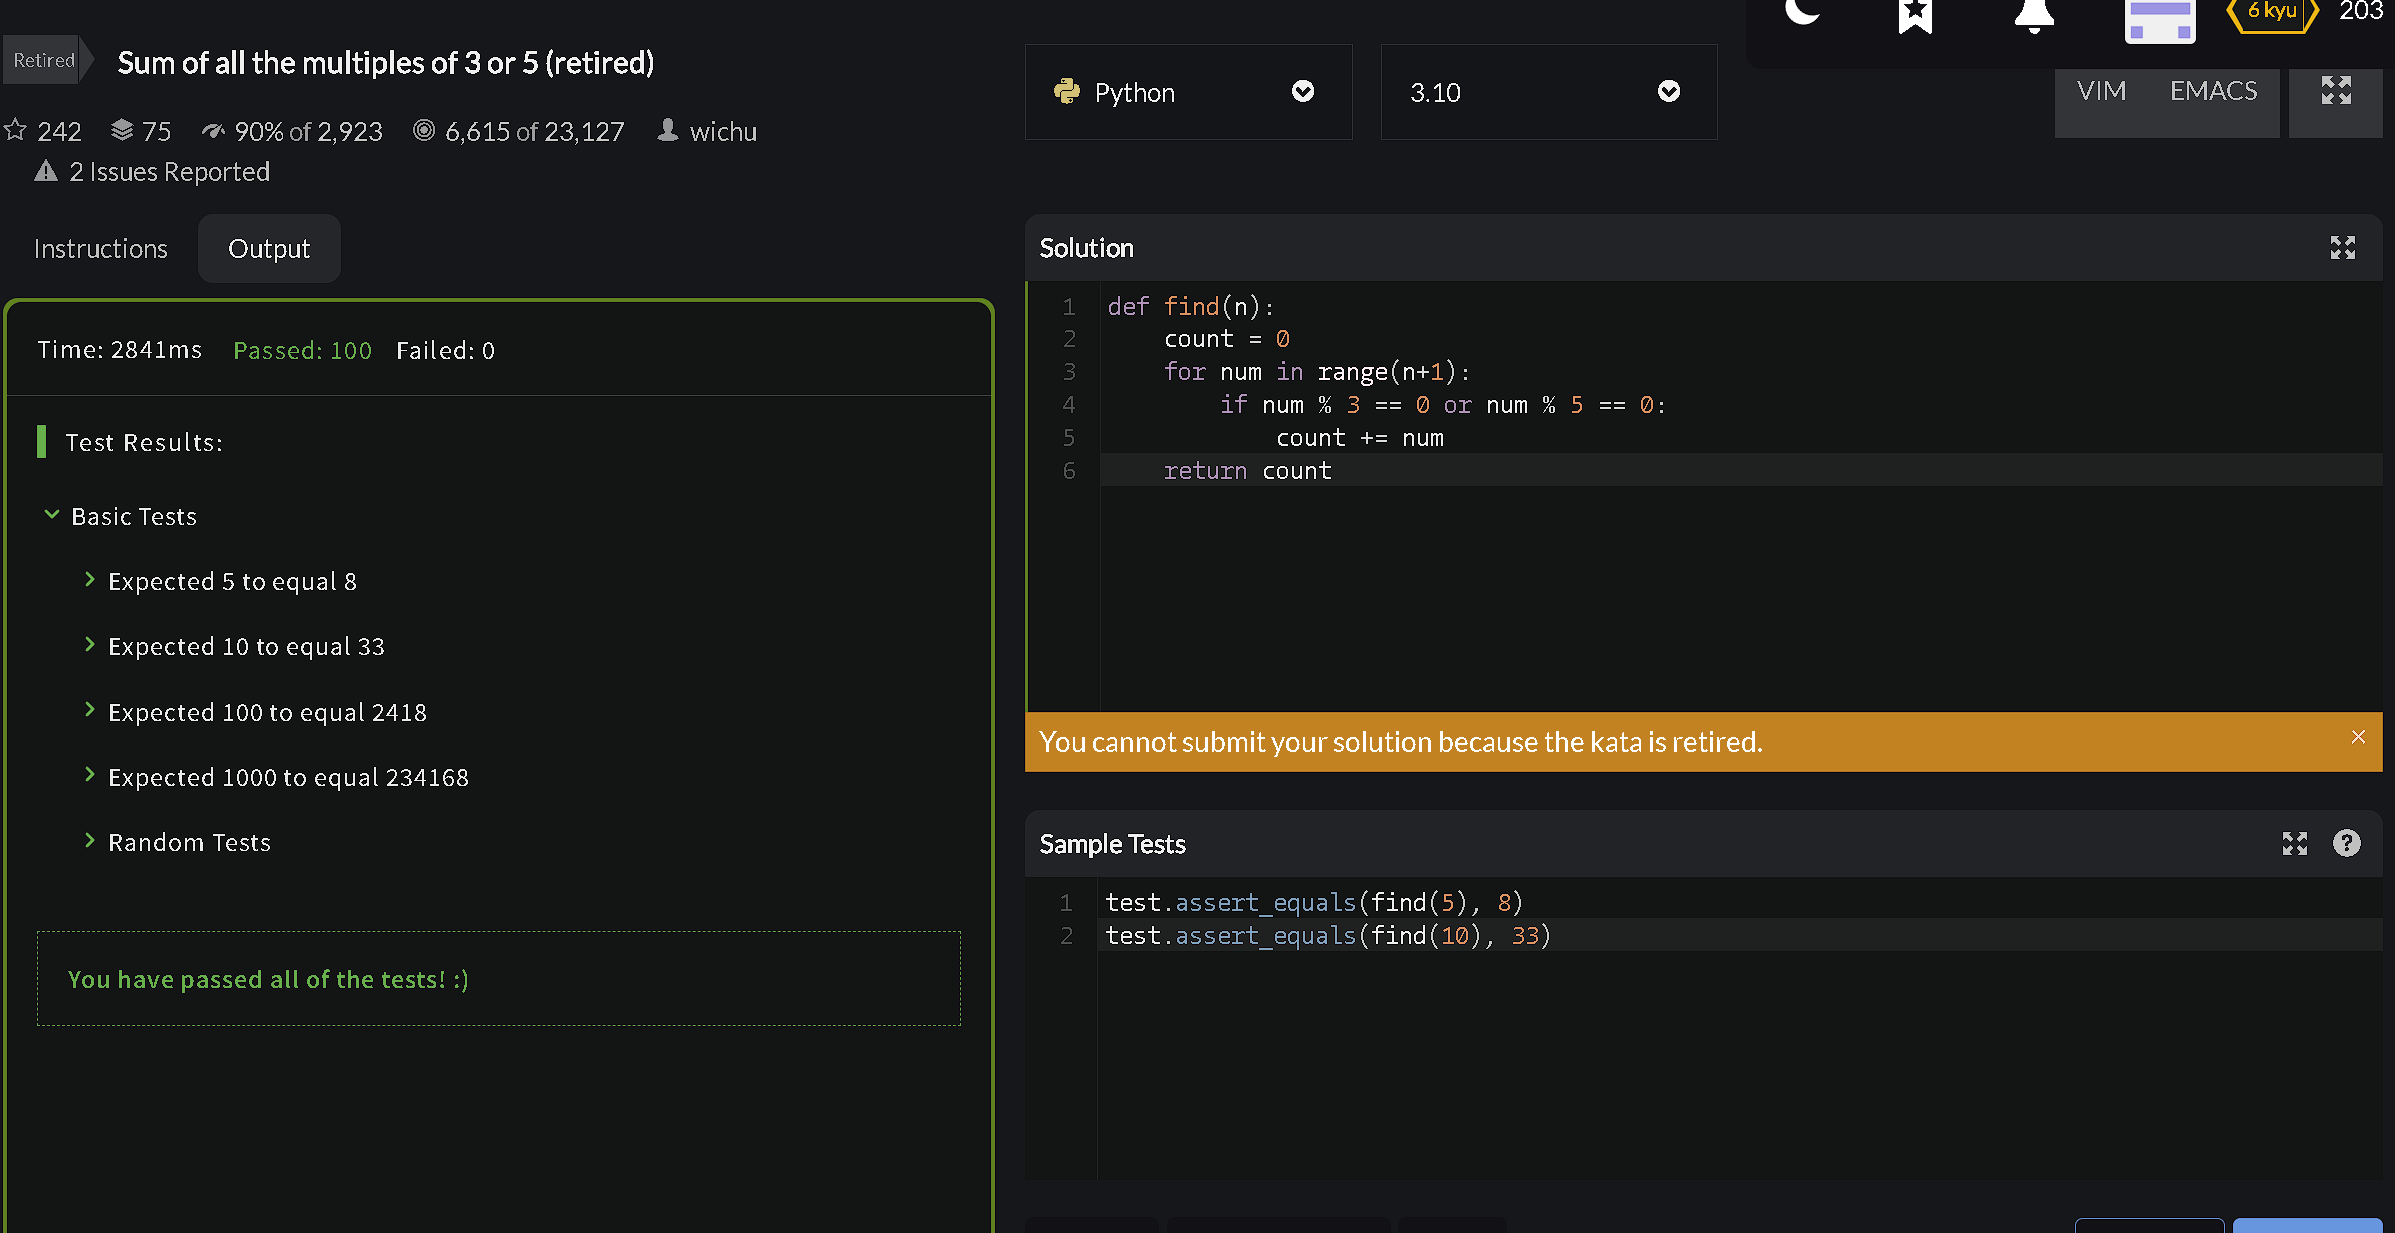 6 kyu 203
Retired Sum of all the multiples of 3 or 5 (retired)
242 75 90% of 2,923 6,615 of 23,127 wichu
2 Issues Reported
Python 3.10 VIM EMACS
Instructions Output
Time: 2841ms Passed: 100 Failed: 0
Test Results:
Basic Tests
Expected 5 to equal 8
Expected 10 to equal 33
Expected 100 to equal 2418
Expected 1000 to equal 234168
Random Tests
You have passed all of the tests! :)
Solution
1 def find(n):
2 count = 0
3 for num in range(n+1):
4 if num % 3 == 0 or num % 5 == 0:
5 count += num
6 return count
You cannot submit your solution because the kata is retired.
Sample Tests
1 test.assert_equals(find(5), 8)
2 test.assert_equals(find(10), 33)